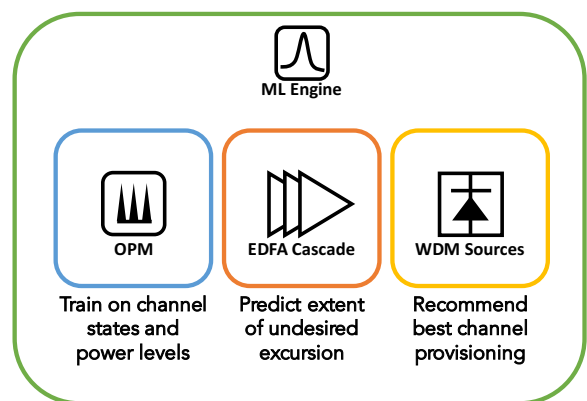 ML Engine
OPM
EDFA Cascade
WDM Sources
Train on channel
states and
power levels
Predict extent
of undesired
excursion
Recommend
best channel
provisioning